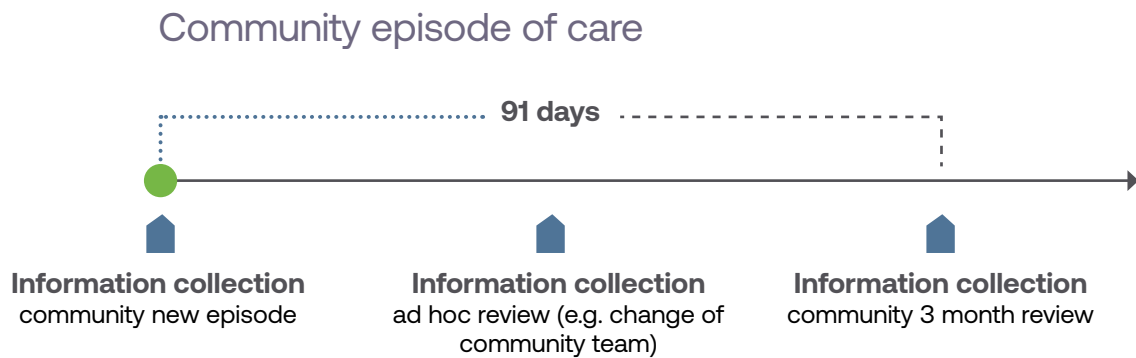 Community episode of care
91 days
Information collection
community new episode
Information collection
ad hoc review (e.g. change of
community team)
Information collection
community 3 month review